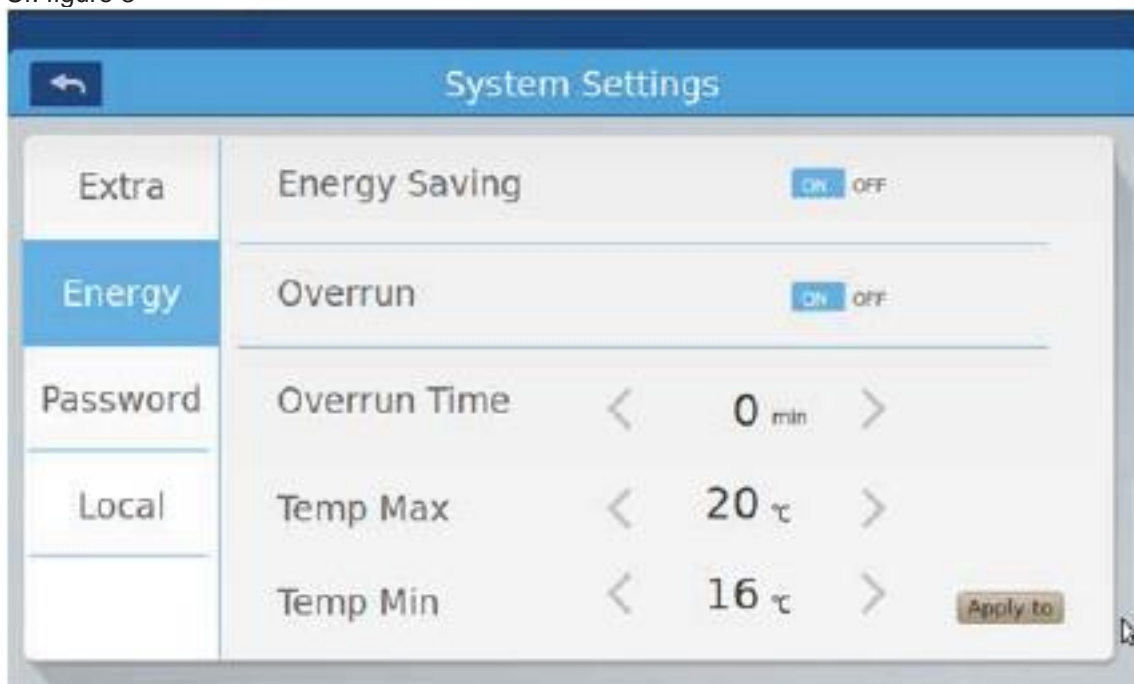 System Settings
Extra
Energy Saving
ON OFF
Energy
Overrun
ON OFF
Password
Overrun Time
0 min
Local
Temp Max
20 ℃
Temp Min
16 ℃
Apply to